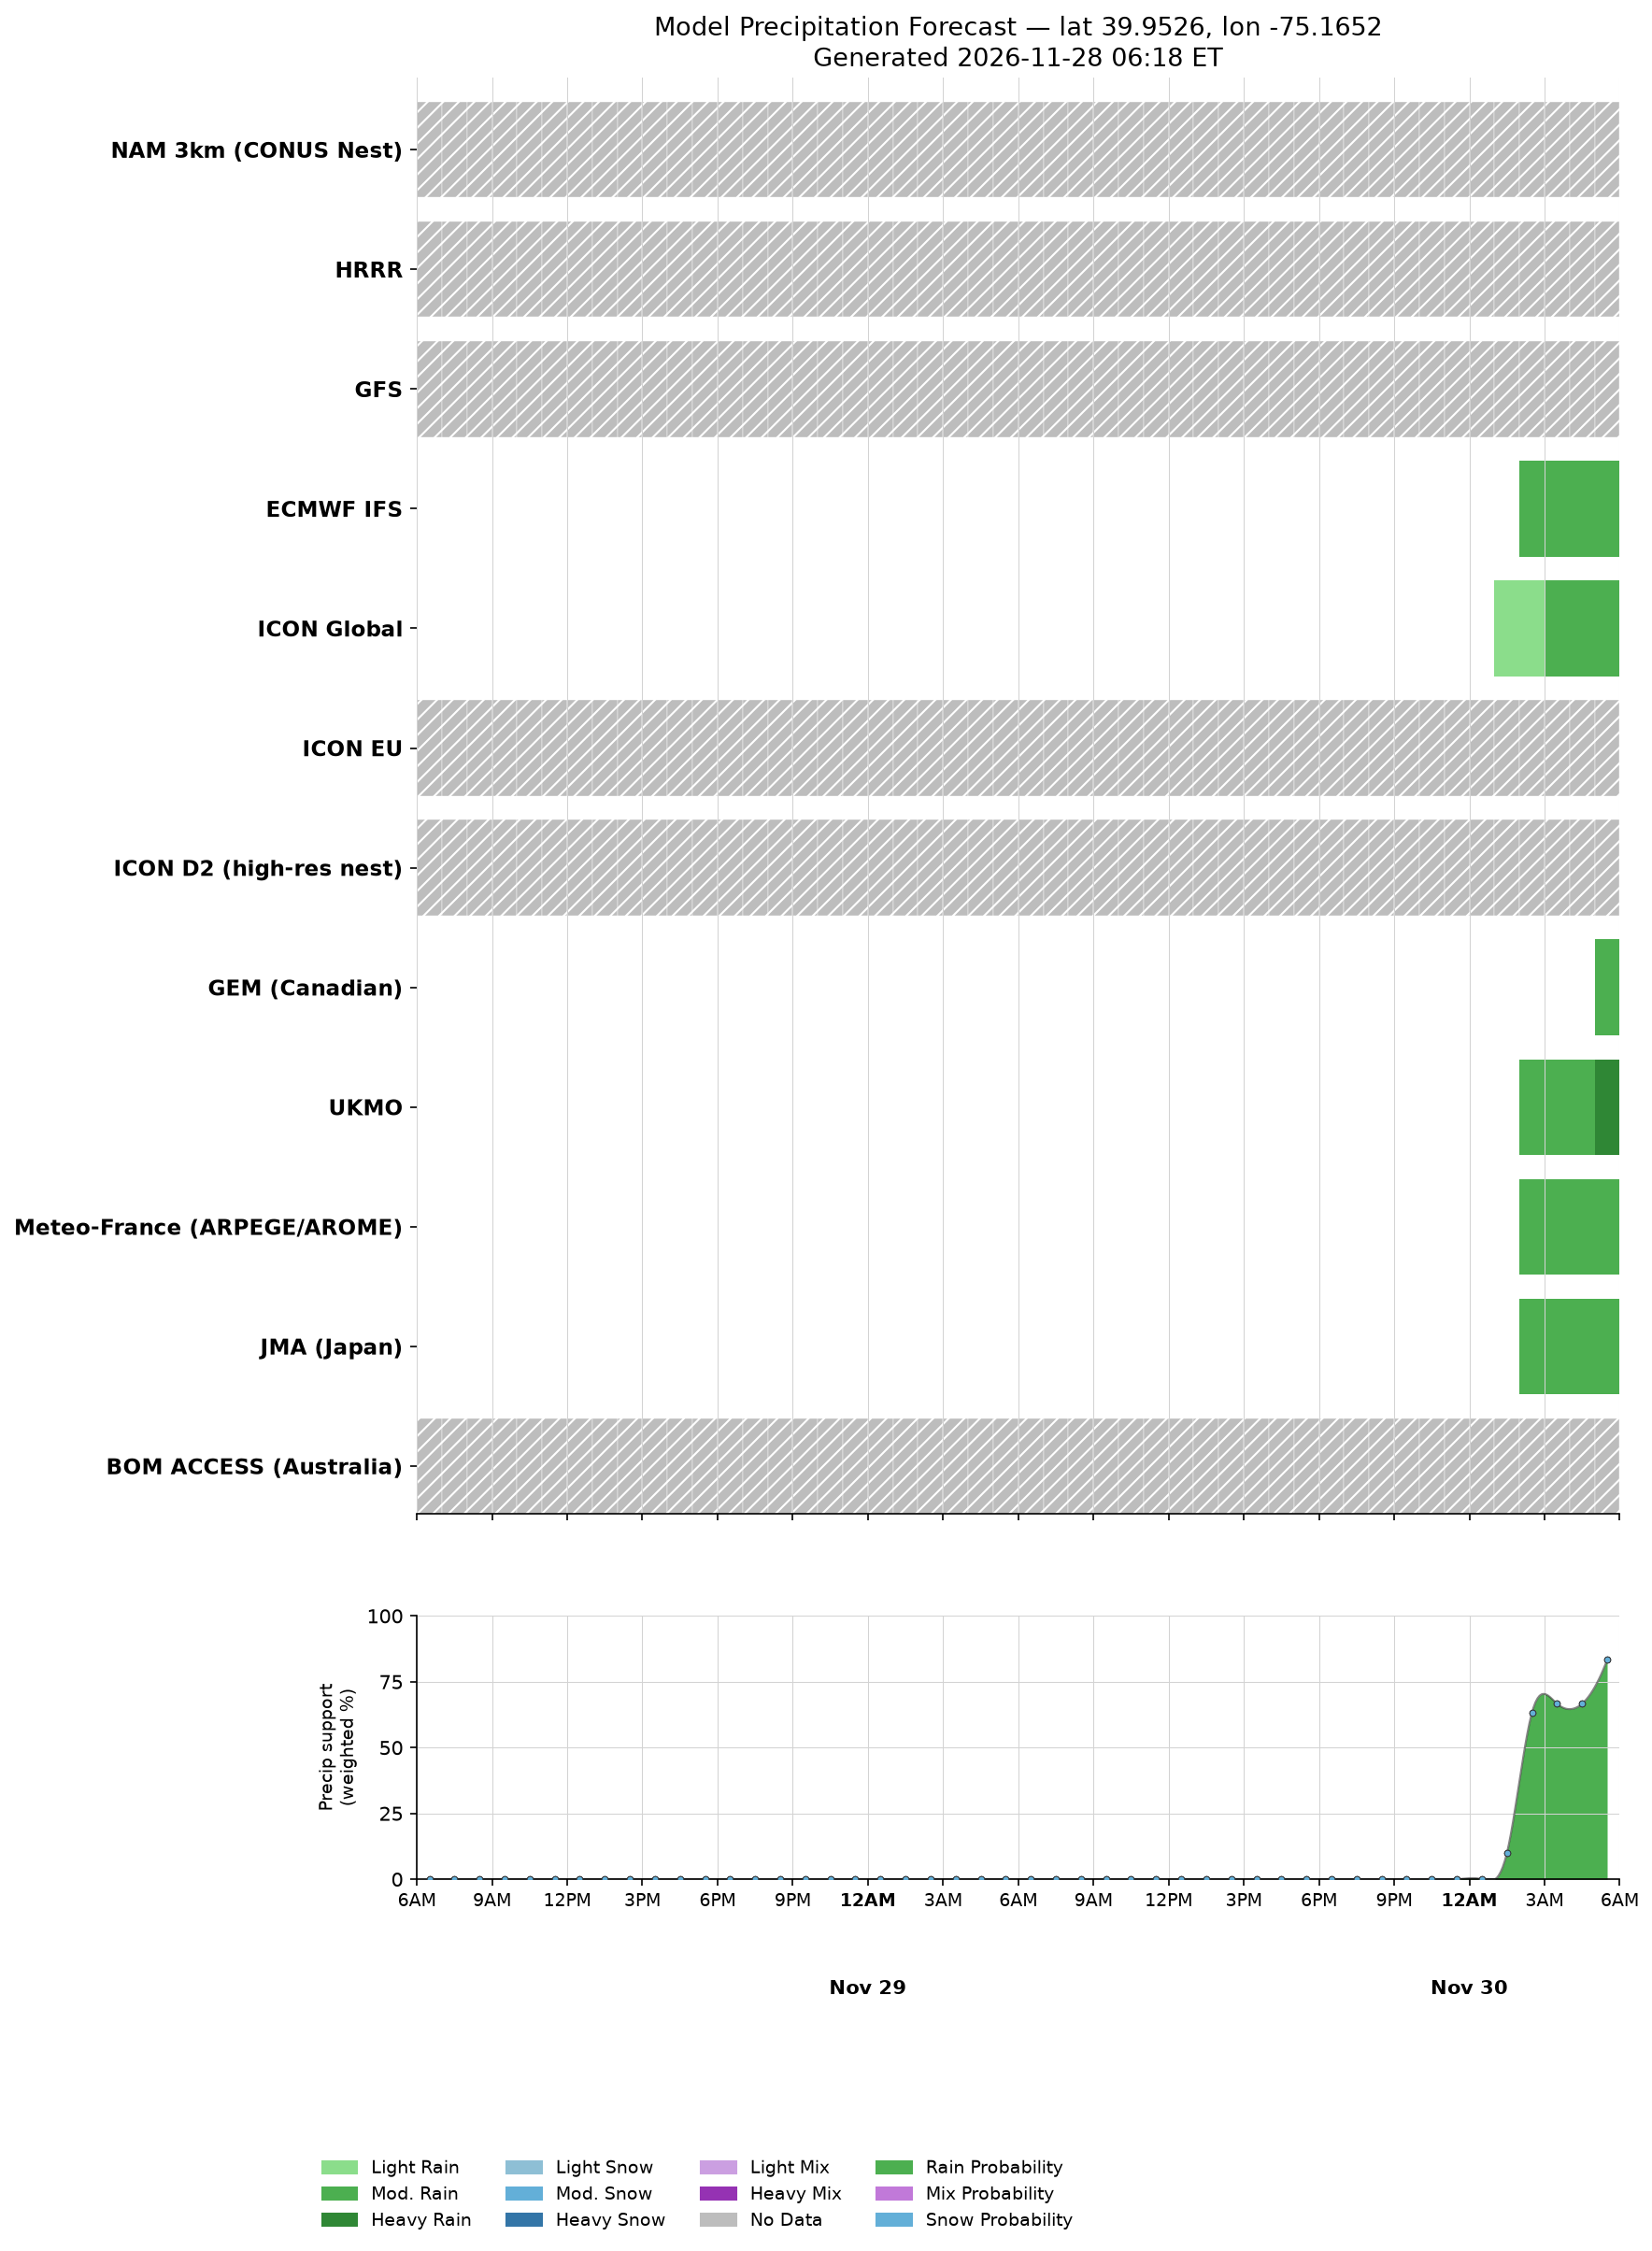 Model Precipitation Forecast — lat 39.9526, lon -75.1652
Generated 2026-11-28 06:18 ET
NAM 3km (CONUS Nest)
HRRR
GFS
ECMWF IFS
ICON Global
ICON EU
ICON D2 (high-res nest)
GEM (Canadian)
UKMO
Meteo-France (ARPEGE/AROME)
JMA (Japan)
BOM ACCESS (Australia)
Precip support
(weighted %)
100
75
50
25
0
6AM 9AM 12PM 3PM 6PM 9PM 12AM 3AM 6AM 9AM 12PM 3PM 6PM 9PM 12AM 3AM 6AM
Nov 29 Nov 30
Light Rain Light Snow Light Mix Rain Probability
Mod. Rain Mod. Snow Heavy Mix Mix Probability
Heavy Rain Heavy Snow No Data Snow Probability